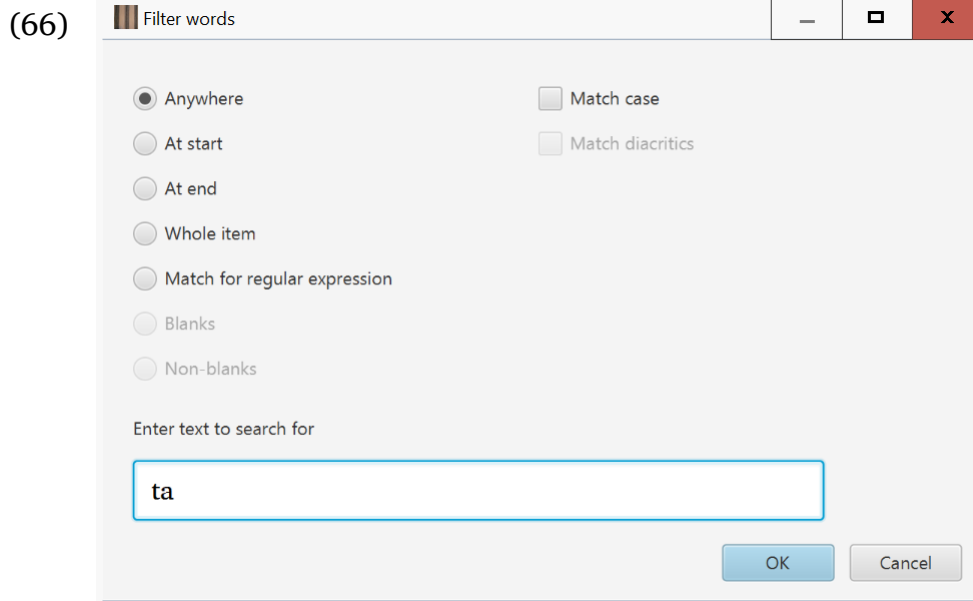 (66)
Filter words
Anywhere
Match case
At start
Match diacritics
At end
Whole item
Match for regular expression
Blanks
Non-blanks
Enter text to search for
ta
OK
Cancel